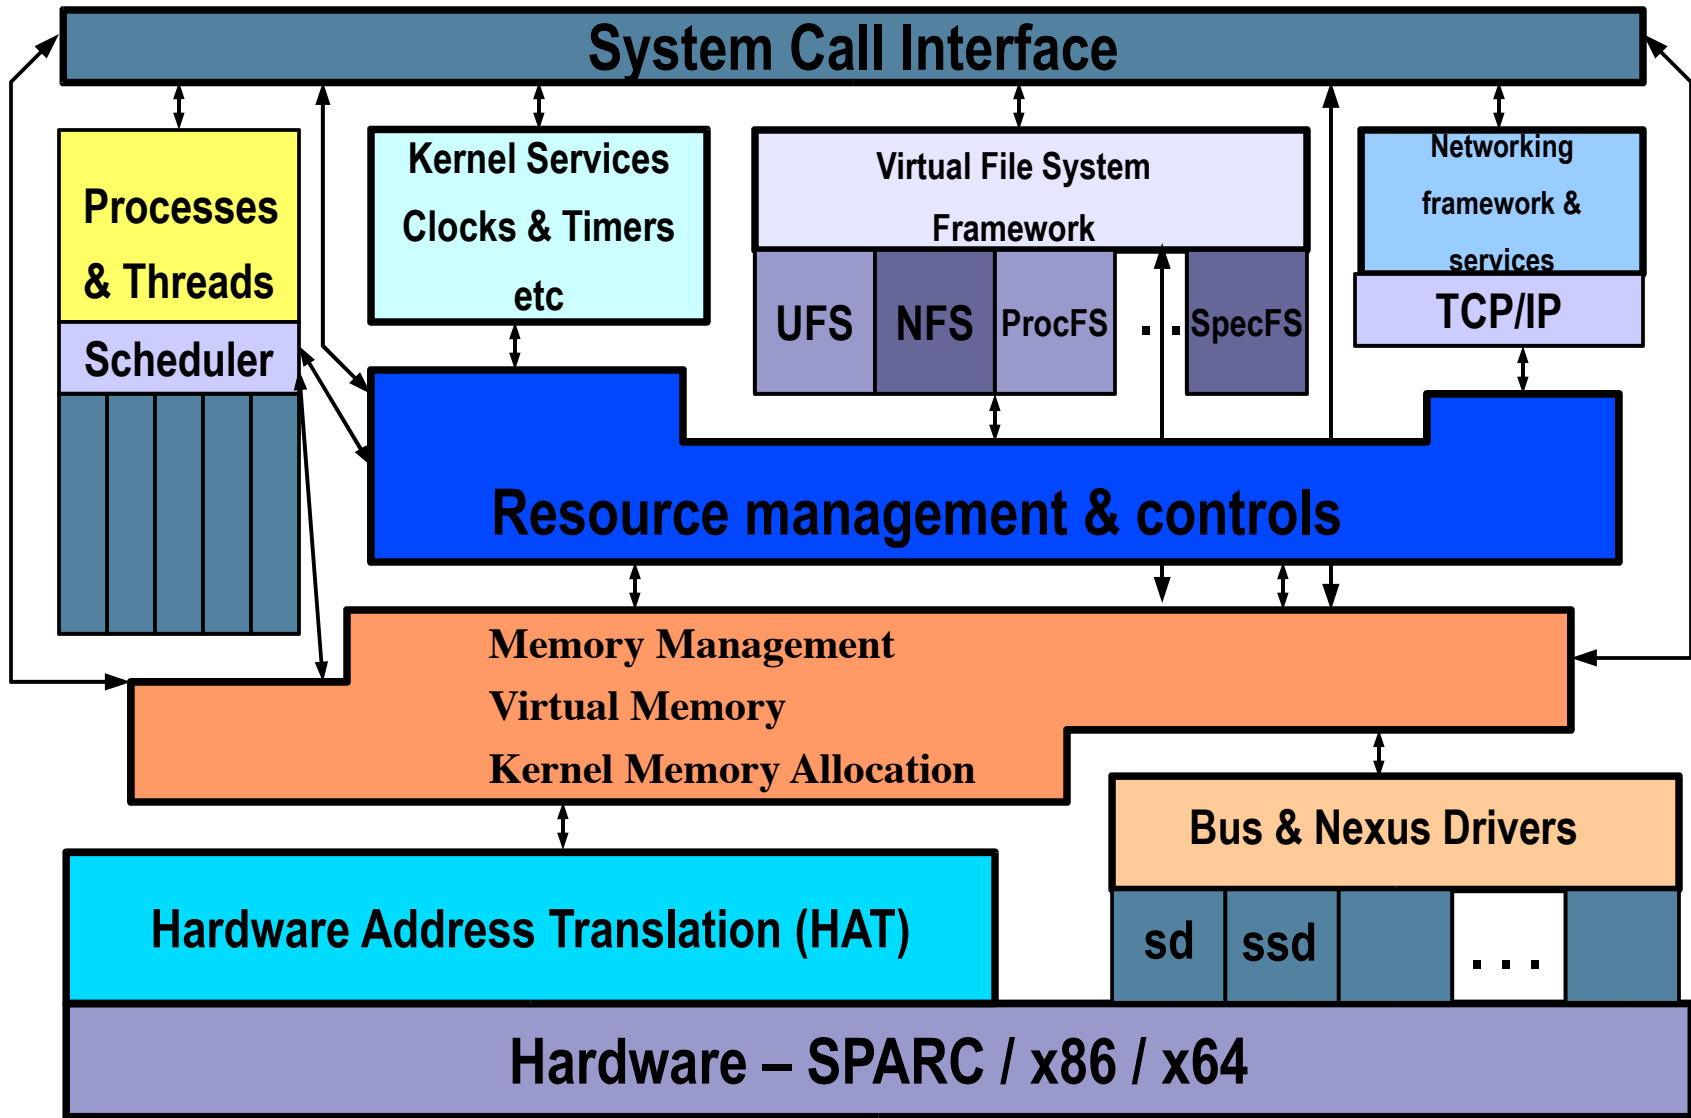 System Call Interface
Processes
& Threads
Scheduler
Kernel Services
Clocks & Timers
etc
Virtual File System
Framework
UFS
NFS
ProcFS
. .
SpecFS
Networking
framework &
services
TCP/IP
Resource management & controls
Memory Management
Virtual Memory
Kernel Memory Allocation
Bus & Nexus Drivers
sd
ssd
. . .
Hardware Address Translation (HAT)
Hardware – SPARC / x86 / x64